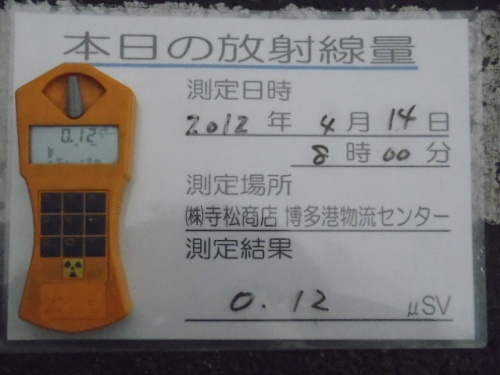 本日の放射線量
測定日時
2012 年 4 月 14 日
8 時 00 分
測定場所
㈱寺松商店 博多港物流センター
測定結果
0.12 μSV
0.12